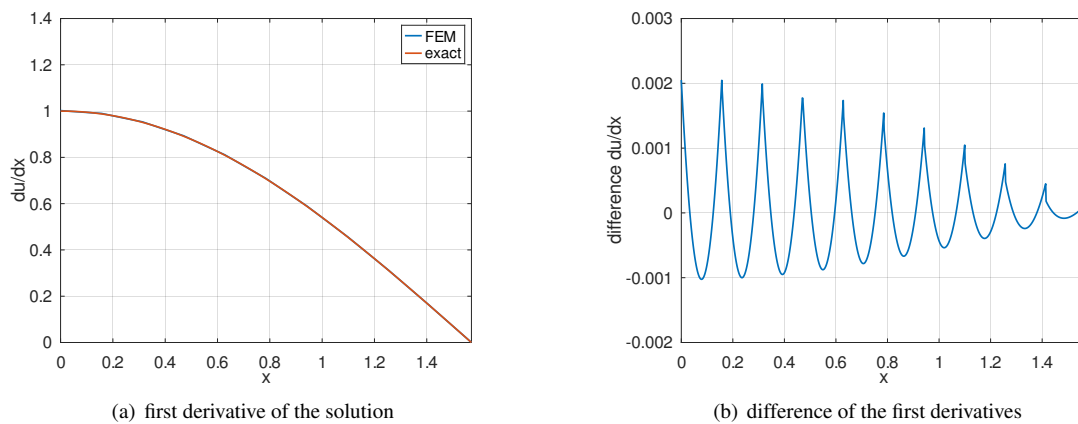 1.4
1.2
1
0.8
0.6
0.4
0.2
0
du/dx
FEM
exact
0 0.2 0.4 0.6 0.8 1 1.2 1.4
x
(a) first derivative of the solution
0.003
0.002
0.001
0
-0.001
-0.002
difference du/dx
0 0.2 0.4 0.6 0.8 1 1.2 1.4
x
(b) difference of the first derivatives